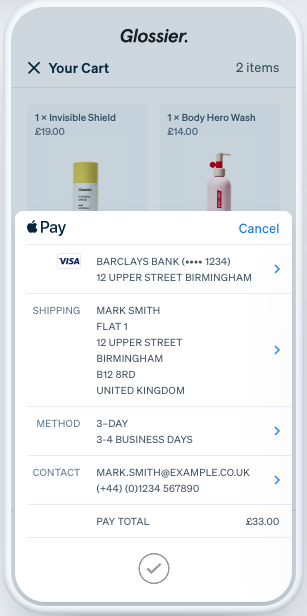 Glossier.
Your Cart 2 items
1 × Invisible Shield
£19.00
1 × Body Hero Wash
£14.00
Pay
Cancel
VISA BARCLAYS BANK (•••• 1234)
12 UPPER STREET BIRMINGHAM
SHIPPING MARK SMITH
FLAT 1
12 UPPER STREET
BIRMINGHAM
B12 8RD
UNITED KINGDOM
METHOD 3–DAY
3-4 BUSINESS DAYS
CONTACT MARK.SMITH@EXAMPLE.CO.UK
(+44) (0)1234 567890
PAY TOTAL £33.00